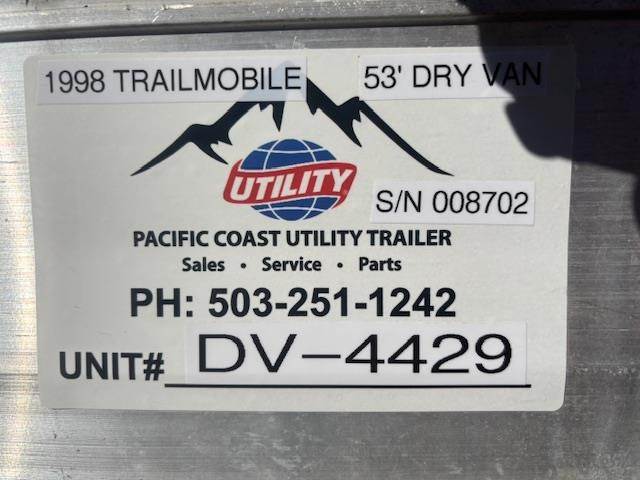 1998 TRAILMOBILE 53' DRY VAN
UTILITY
S/N 008702
PACIFIC COAST UTILITY TRAILER
Sales • Service • Parts
PH: 503-251-1242
UNIT# DV-4429